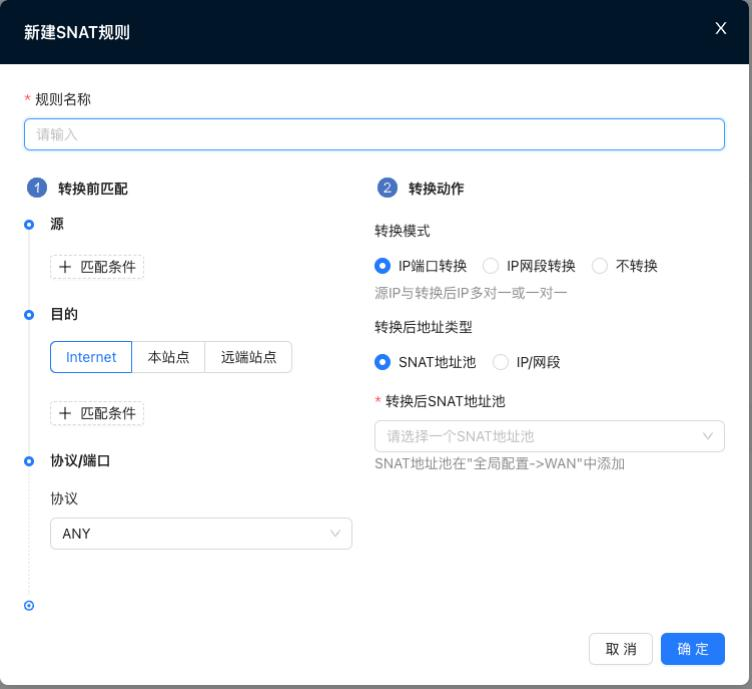 新建SNAT规则
X
* 规则名称
请输入
1 转换前匹配
源
+ 匹配条件
目的
Internet 本站点 远端站点
+ 匹配条件
协议/端口
协议
ANY
2 转换动作
转换模式
IP端口转换 IP网段转换 不转换
源IP与转换后IP多对一或一对一
转换后地址类型
SNAT地址池 IP/网段
* 转换后SNAT地址池
请选择一个SNAT地址池
SNAT地址池在"全局配置->WAN"中添加
取 消 确 定